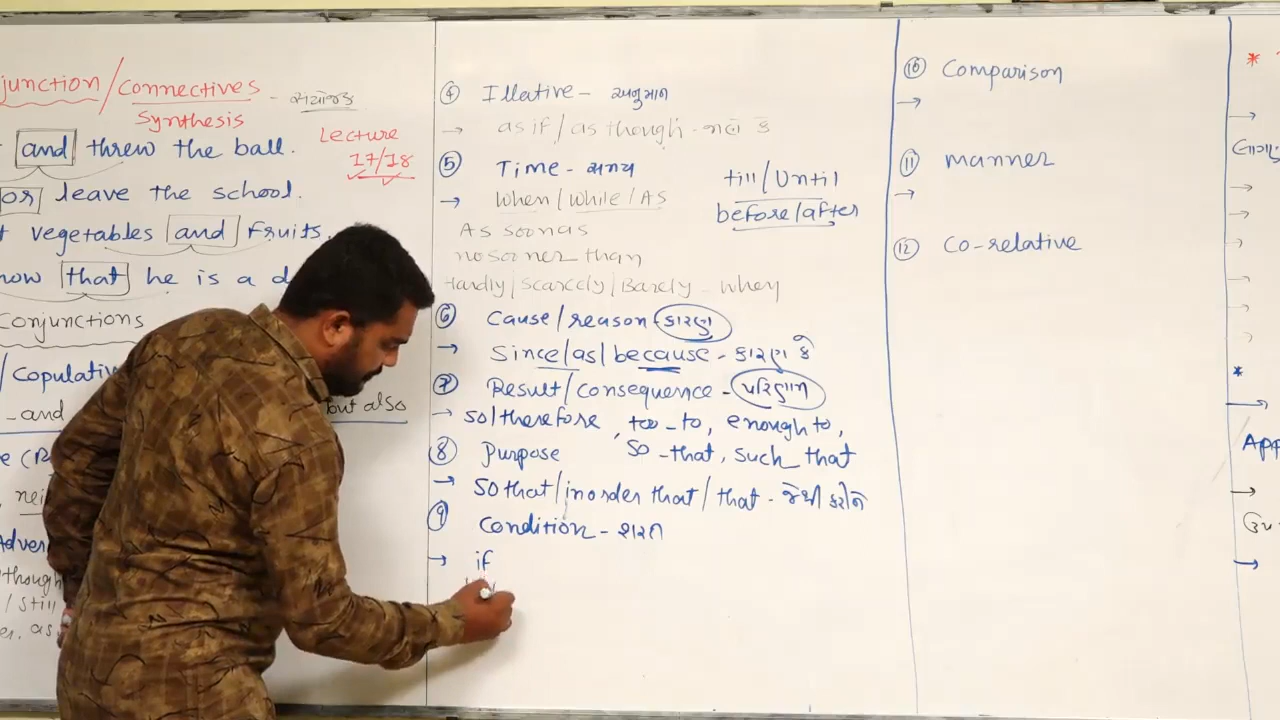 junction/Connectives - સંયોજક
Synthesis
Lecture
17/18
and threw the ball.
or leave the school.
t vegetables and fruits.
now that he is a d
Conjunctions
/ Copulativ
-and
but also
, nei
Adver
though
/ still
④ Illative - અનુમાન
→ as if / as though - જાણે કે
⑤ Time - સમય
→ When / while / As
till / Until
before/after
As soon as
no sooner than
Hardly/Scarcely/Barely - when
⑥ Cause/reason - કારણ
→ Since/as/because - કારણ કે
⑦ Result/consequence - પરિણામ
→ so/therefore, too-to, enough to,
so-that, such that
⑧ Purpose
→ so that/in order that/that - જેથી કરીને
⑨ Condition - શરત
→ if
⑩ Comparison
→
⑪ manner
→
⑫ Co-relative
*
→
→
→
→
→
*
→
App
→
→